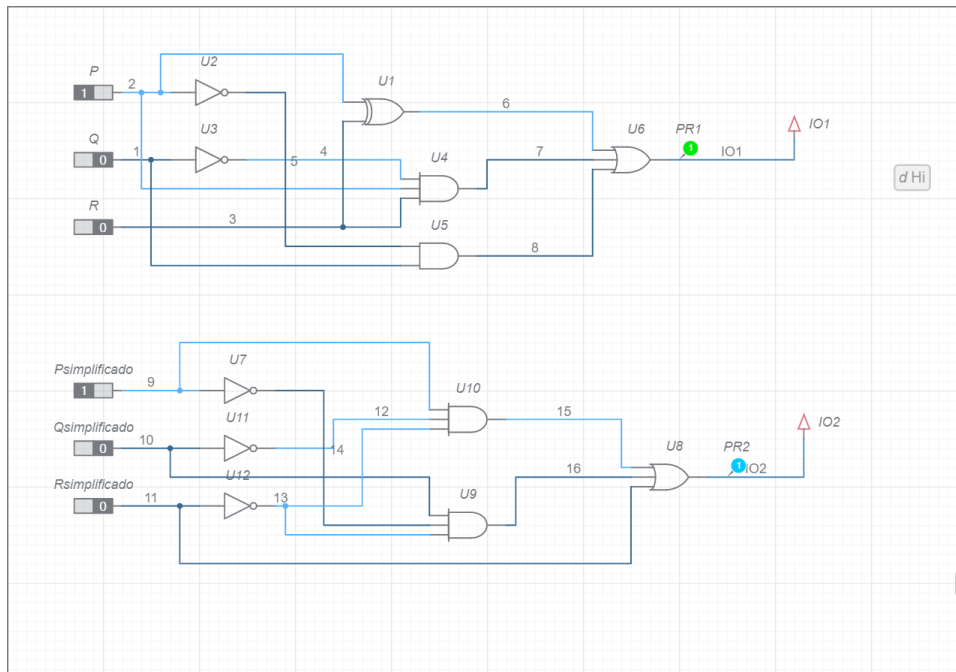 P
1
2
U2
U1
6
U6
PR1
1
IO1
IO1
Q
0
1
U3
4
5
U4
7
d Hi
R
0
3
U5
8
Psimplificado
1
9
U7
U10
15
Qsimplificado
0
10
U11
12
14
U8
PR2
1
IO2
IO2
Rsimplificado
0
11
U12
13
U9
16